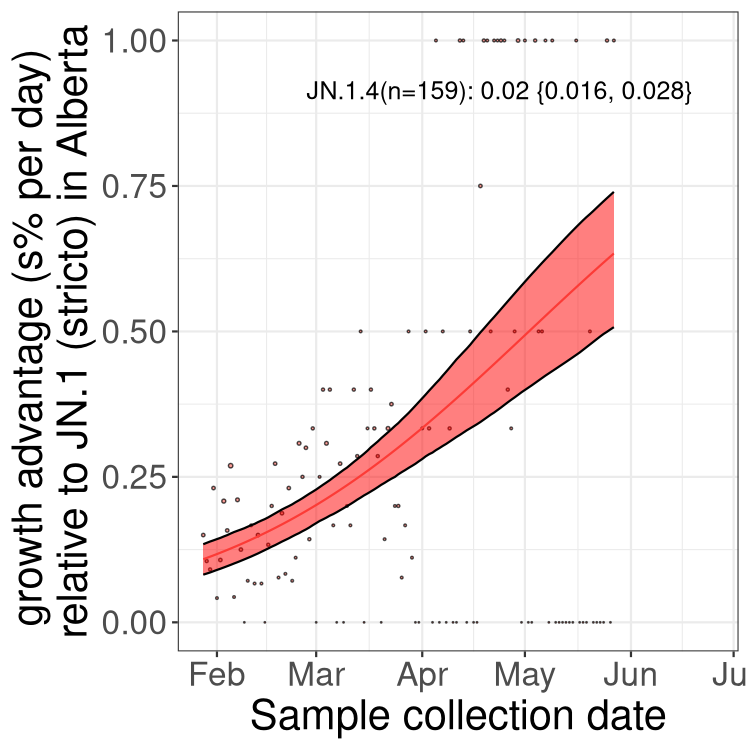 growth advantage (s% per day)
relative to JN.1 (stricto) in Alberta
1.00
JN.1.4(n=159): 0.02 {0.016, 0.028}
0.75
0.50
0.25
0.00
Feb Mar Apr May Jun Ju
Sample collection date